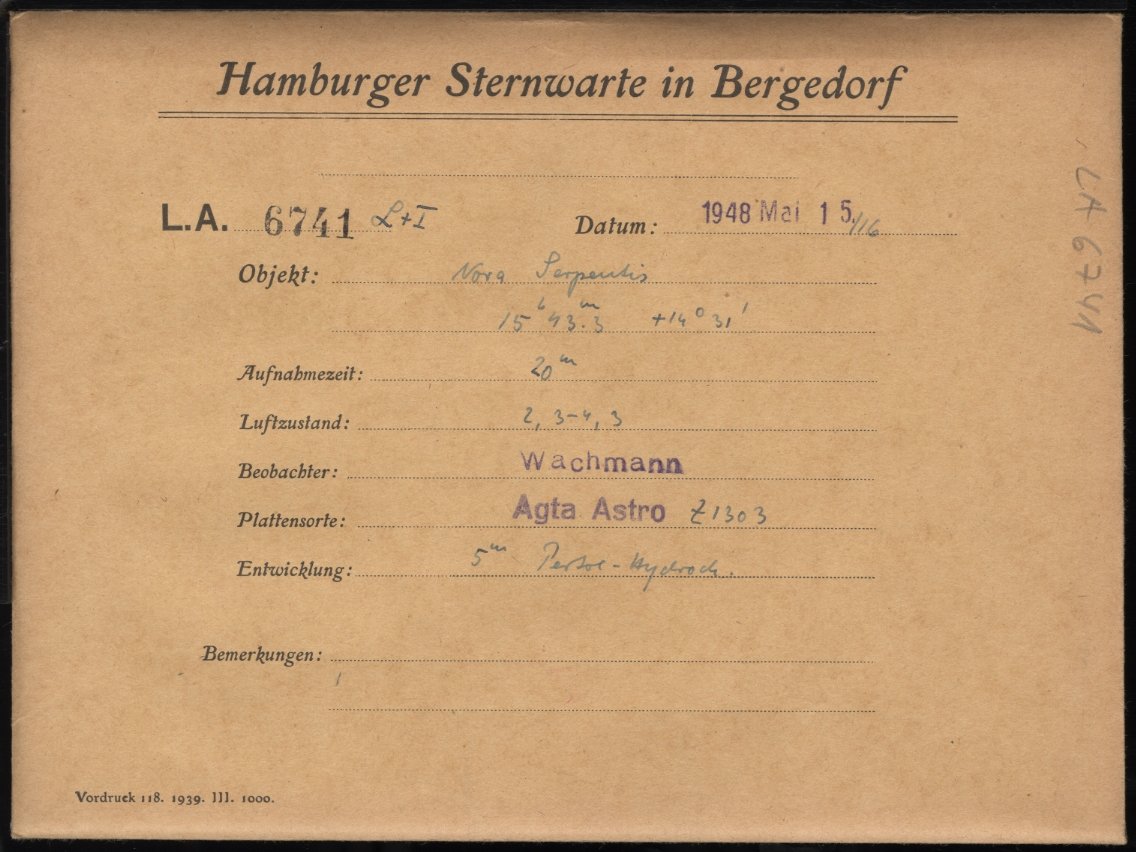 Hamburger Sternwarte in Bergedorf
L.A. 6741 L+I
Datum: 1948 Mai 15/16
Objekt: Nova Serpentis
15h 43.3m +14° 31'
Aufnahmezeit: 20m
Luftzustand: 2, 3-4, 3
Beobachter: Wachmann
Plattensorte: Agfa Astro Z1303
Entwicklung: 5m Persol-Hydroch.
Bemerkungen:
Vordruck 118. 1939. III. 1000.
LA 6741